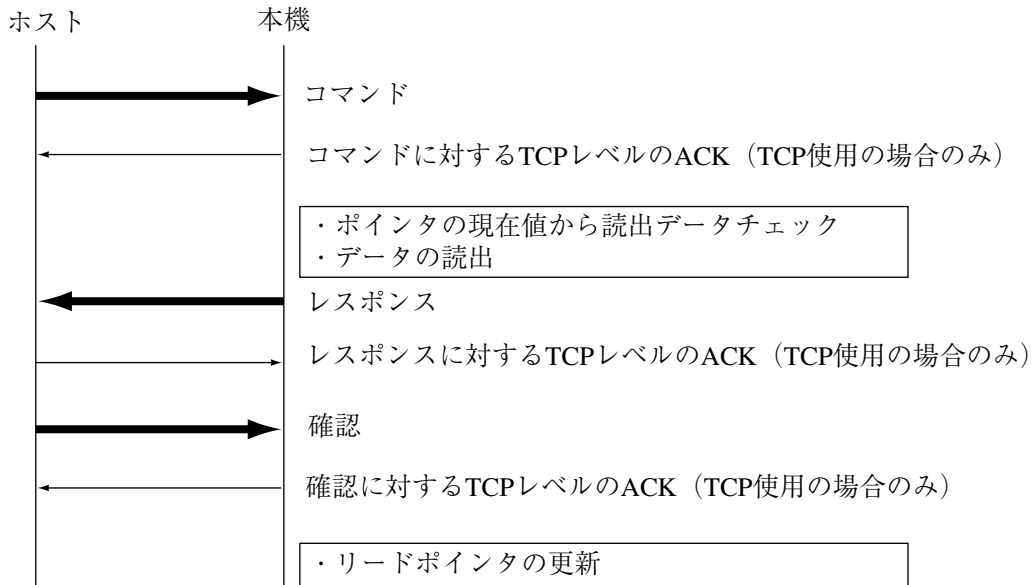 ホスト
本機
コマンド
コマンドに対するTCPレベルのACK（TCP使用の場合のみ）
・ポインタの現在値から読出データチェック
・データの読出
レスポンス
レスポンスに対するTCPレベルのACK（TCP使用の場合のみ）
確認
確認に対するTCPレベルのACK（TCP使用の場合のみ）
・リードポインタの更新